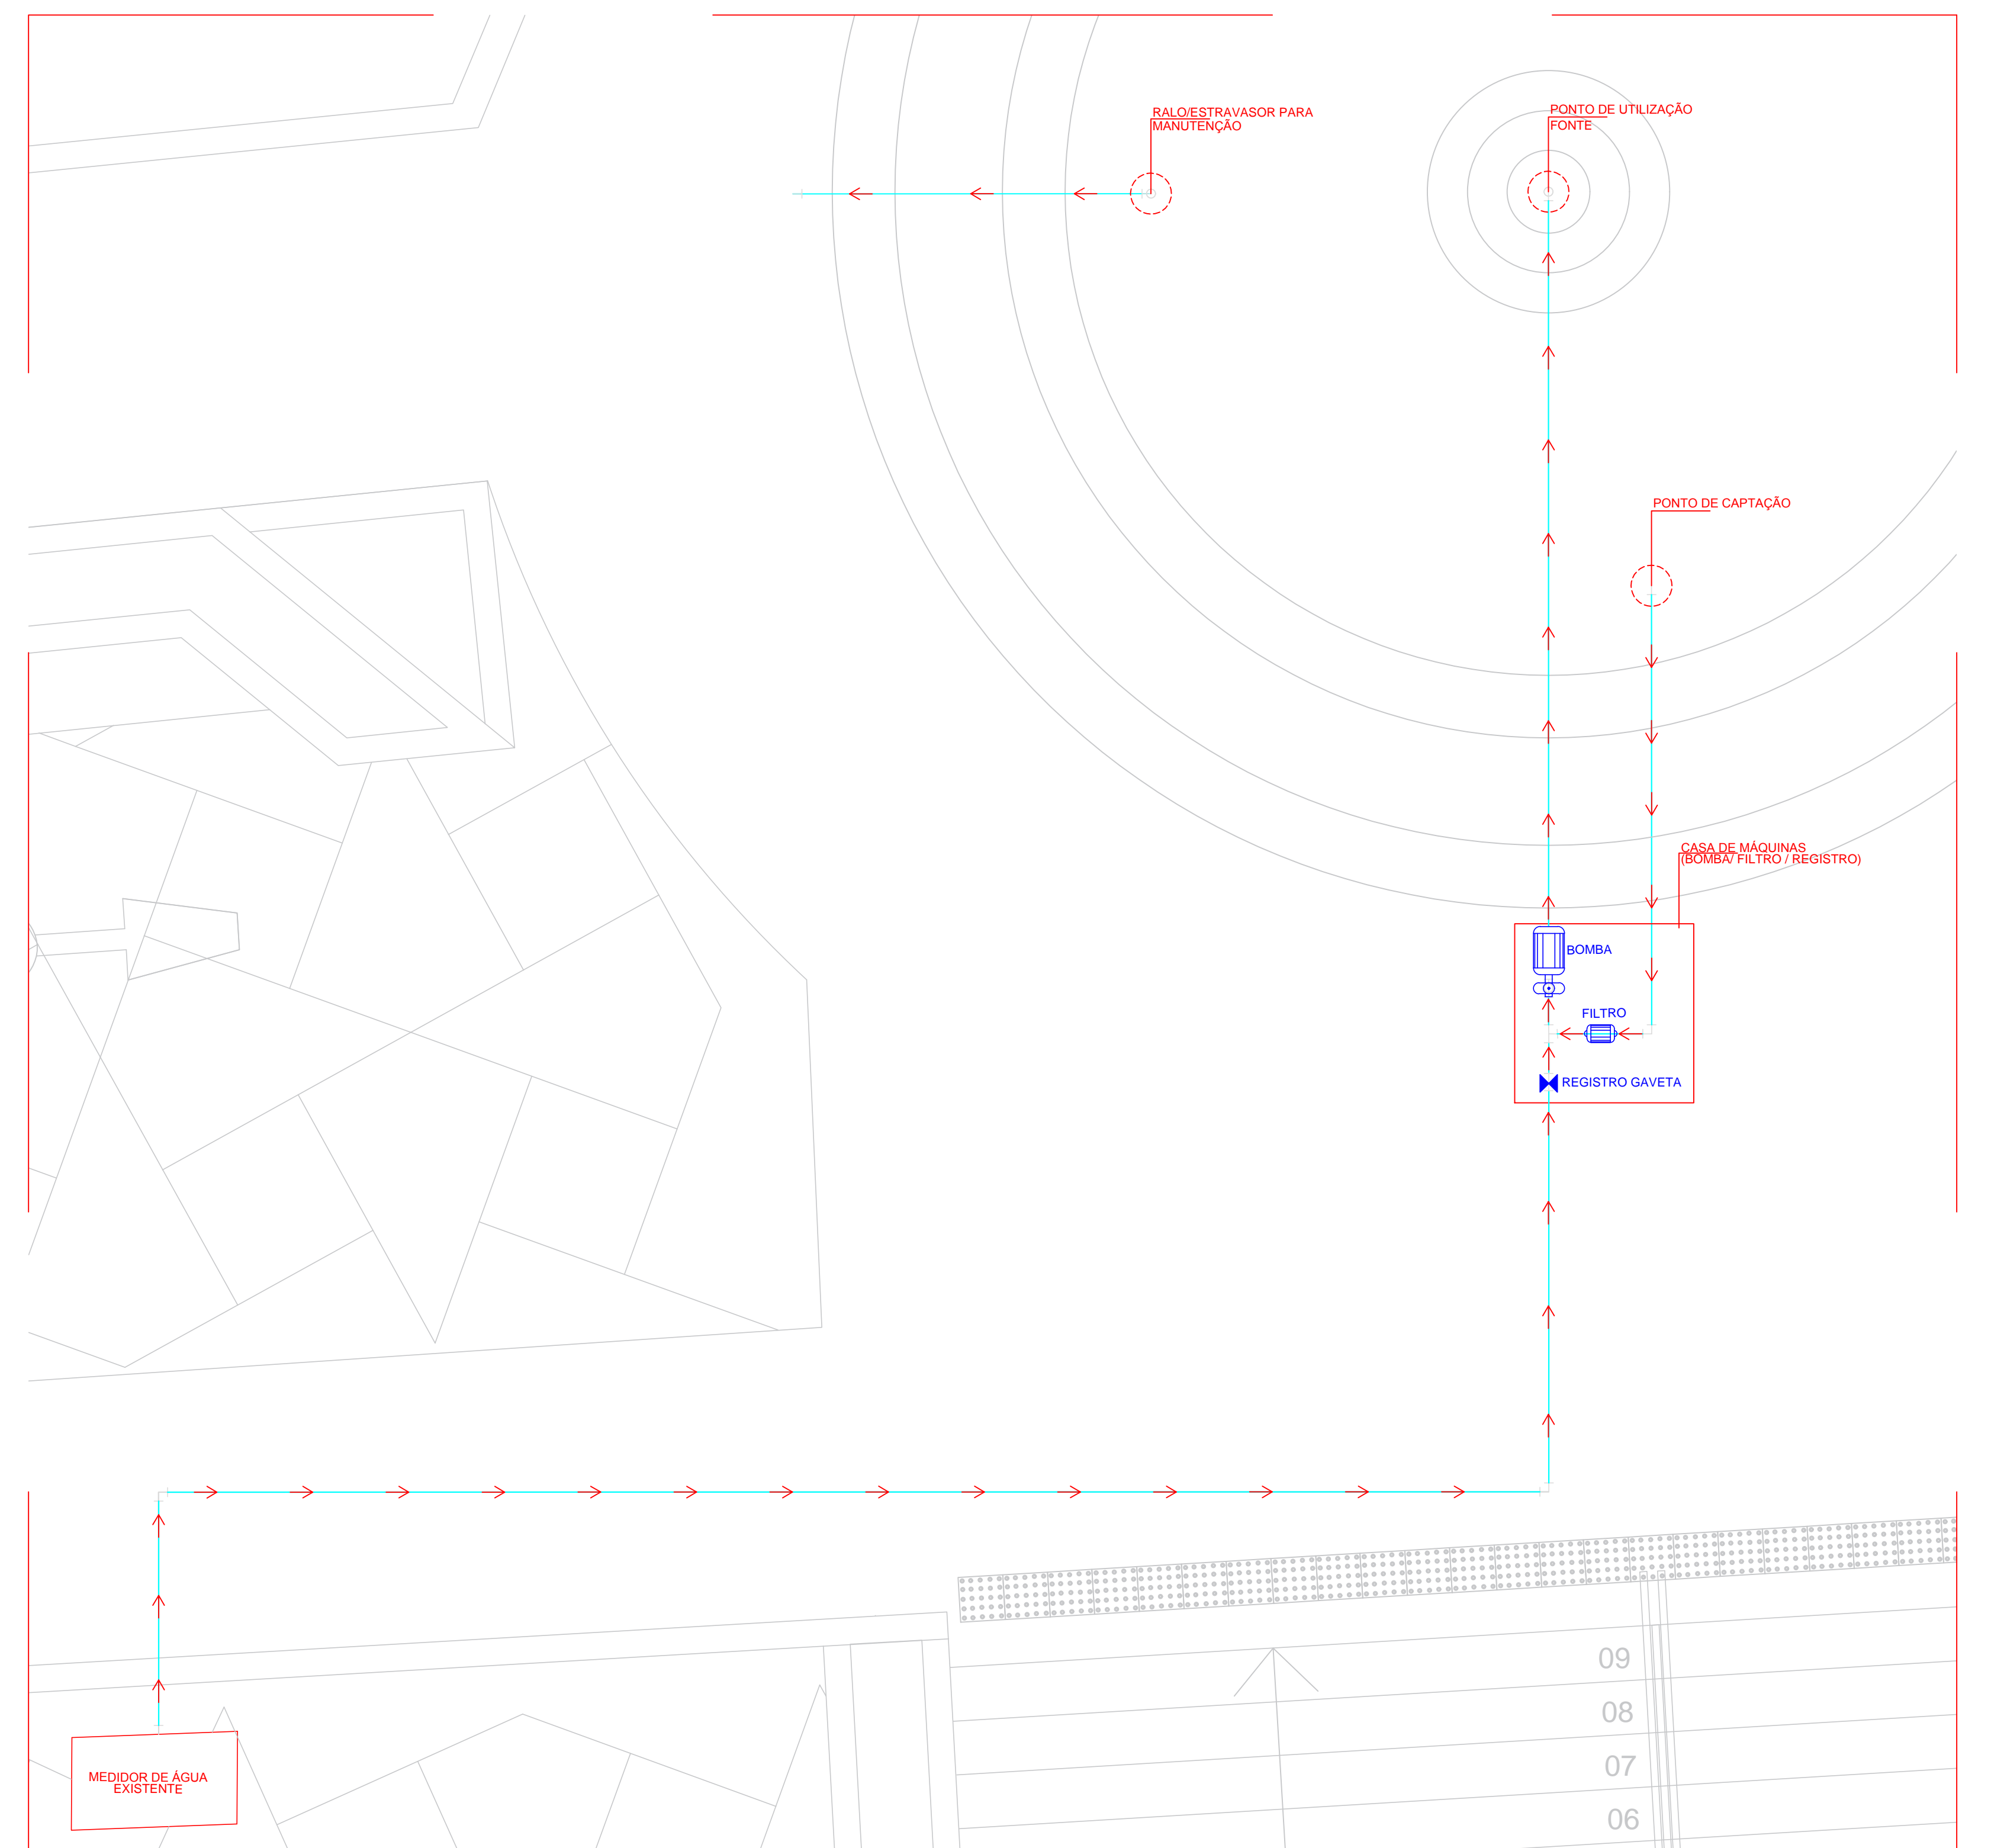 RALO/ESTRAVASOR PARA
MANUTENÇÃO
PONTO DE UTILIZAÇÃO
FONTE
PONTO DE CAPTAÇÃO
CASA DE MÁQUINAS
(BOMBA/ FILTRO / REGISTRO)
BOMBA
FILTRO
REGISTRO GAVETA
09
08
07
06
MEDIDOR DE ÁGUA
EXISTENTE